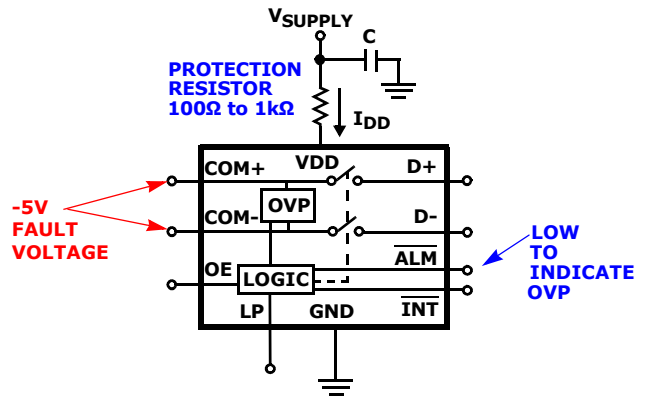 VSUPPLY
C
PROTECTION
RESISTOR
100Ω to 1kΩ
IDD
COM+
VDD
D+
OVP
-5V
FAULT
VOLTAGE
COM-
D-
LOW
TO
INDICATE
OVP
ALM
OE
LOGIC
LP
GND
INT